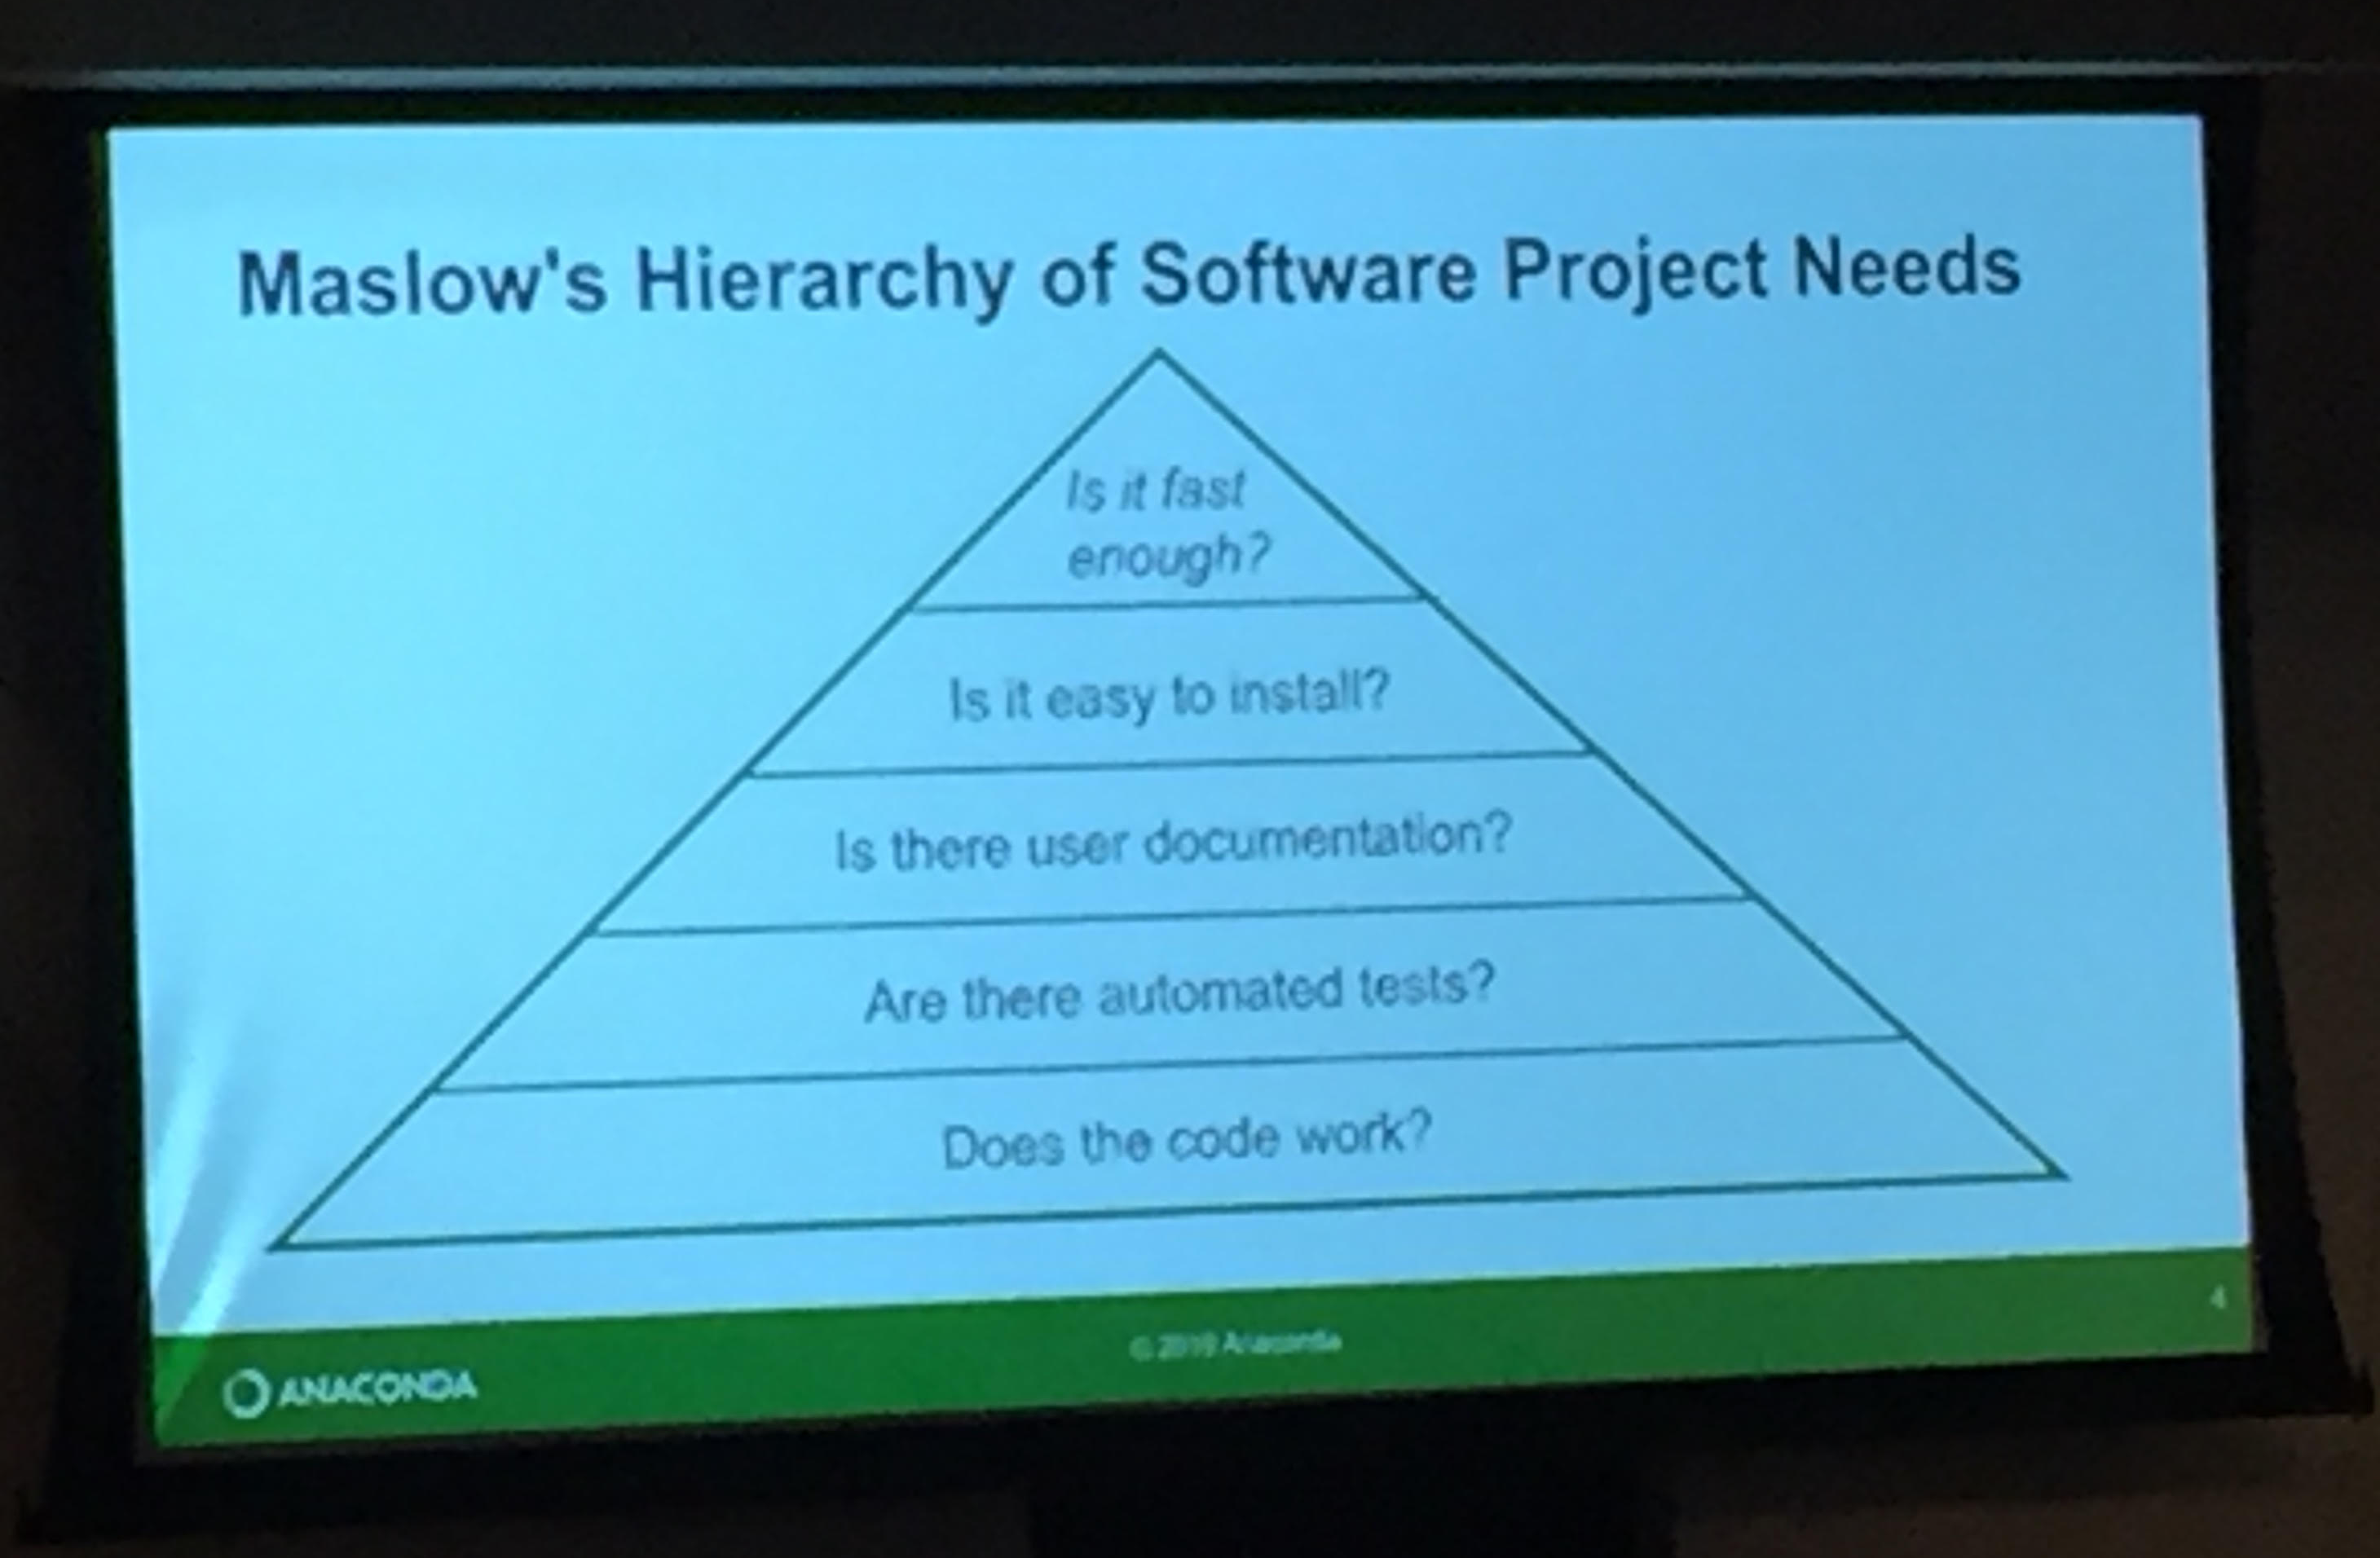 Maslow's Hierarchy of Software Project Needs
Is it fast
enough?
Is it easy to install?
Is there user documentation?
Are there automated tests?
Does the code work?
© 2019 Anaconda
4
ANACONDA